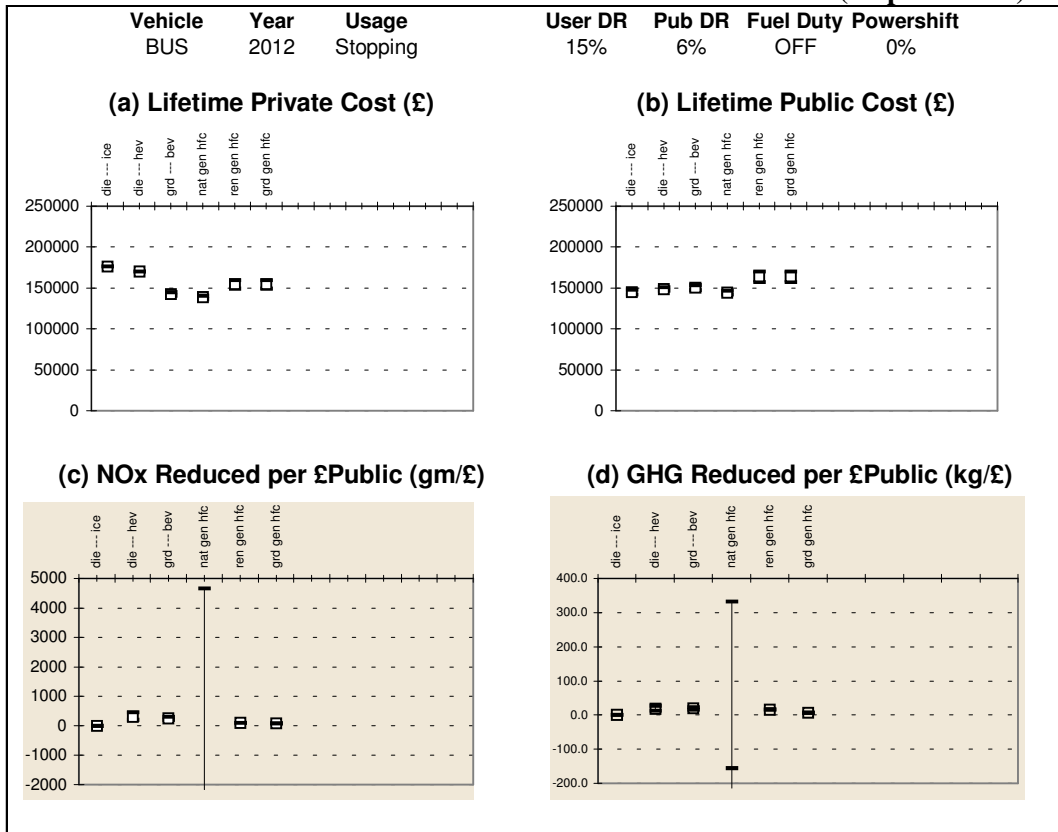 Vehicle Year Usage User DR Pub DR Fuel Duty Powershift
BUS 2012 Stopping 15% 6% OFF 0%
(a) Lifetime Private Cost (£)
die --- ice
die --- hev
grd --- bev
nat gen hfc
ren gen hfc
grd gen hfc
250000
200000
150000
100000
50000
0
(b) Lifetime Public Cost (£)
die --- ice
die --- hev
grd --- bev
nat gen hfc
ren gen hfc
grd gen hfc
250000
200000
150000
100000
50000
0
(c) NOx Reduced per £Public (gm/£)
die --- ice
die --- hev
grd --- bev
nat gen hfc
ren gen hfc
grd gen hfc
5000
4000
3000
2000
1000
0
-1000
-2000
(d) GHG Reduced per £Public (kg/£)
die --- ice
die --- hev
grd --- bev
nat gen hfc
ren gen hfc
grd gen hfc
400.0
300.0
200.0
100.0
0.0
-100.0
-200.0